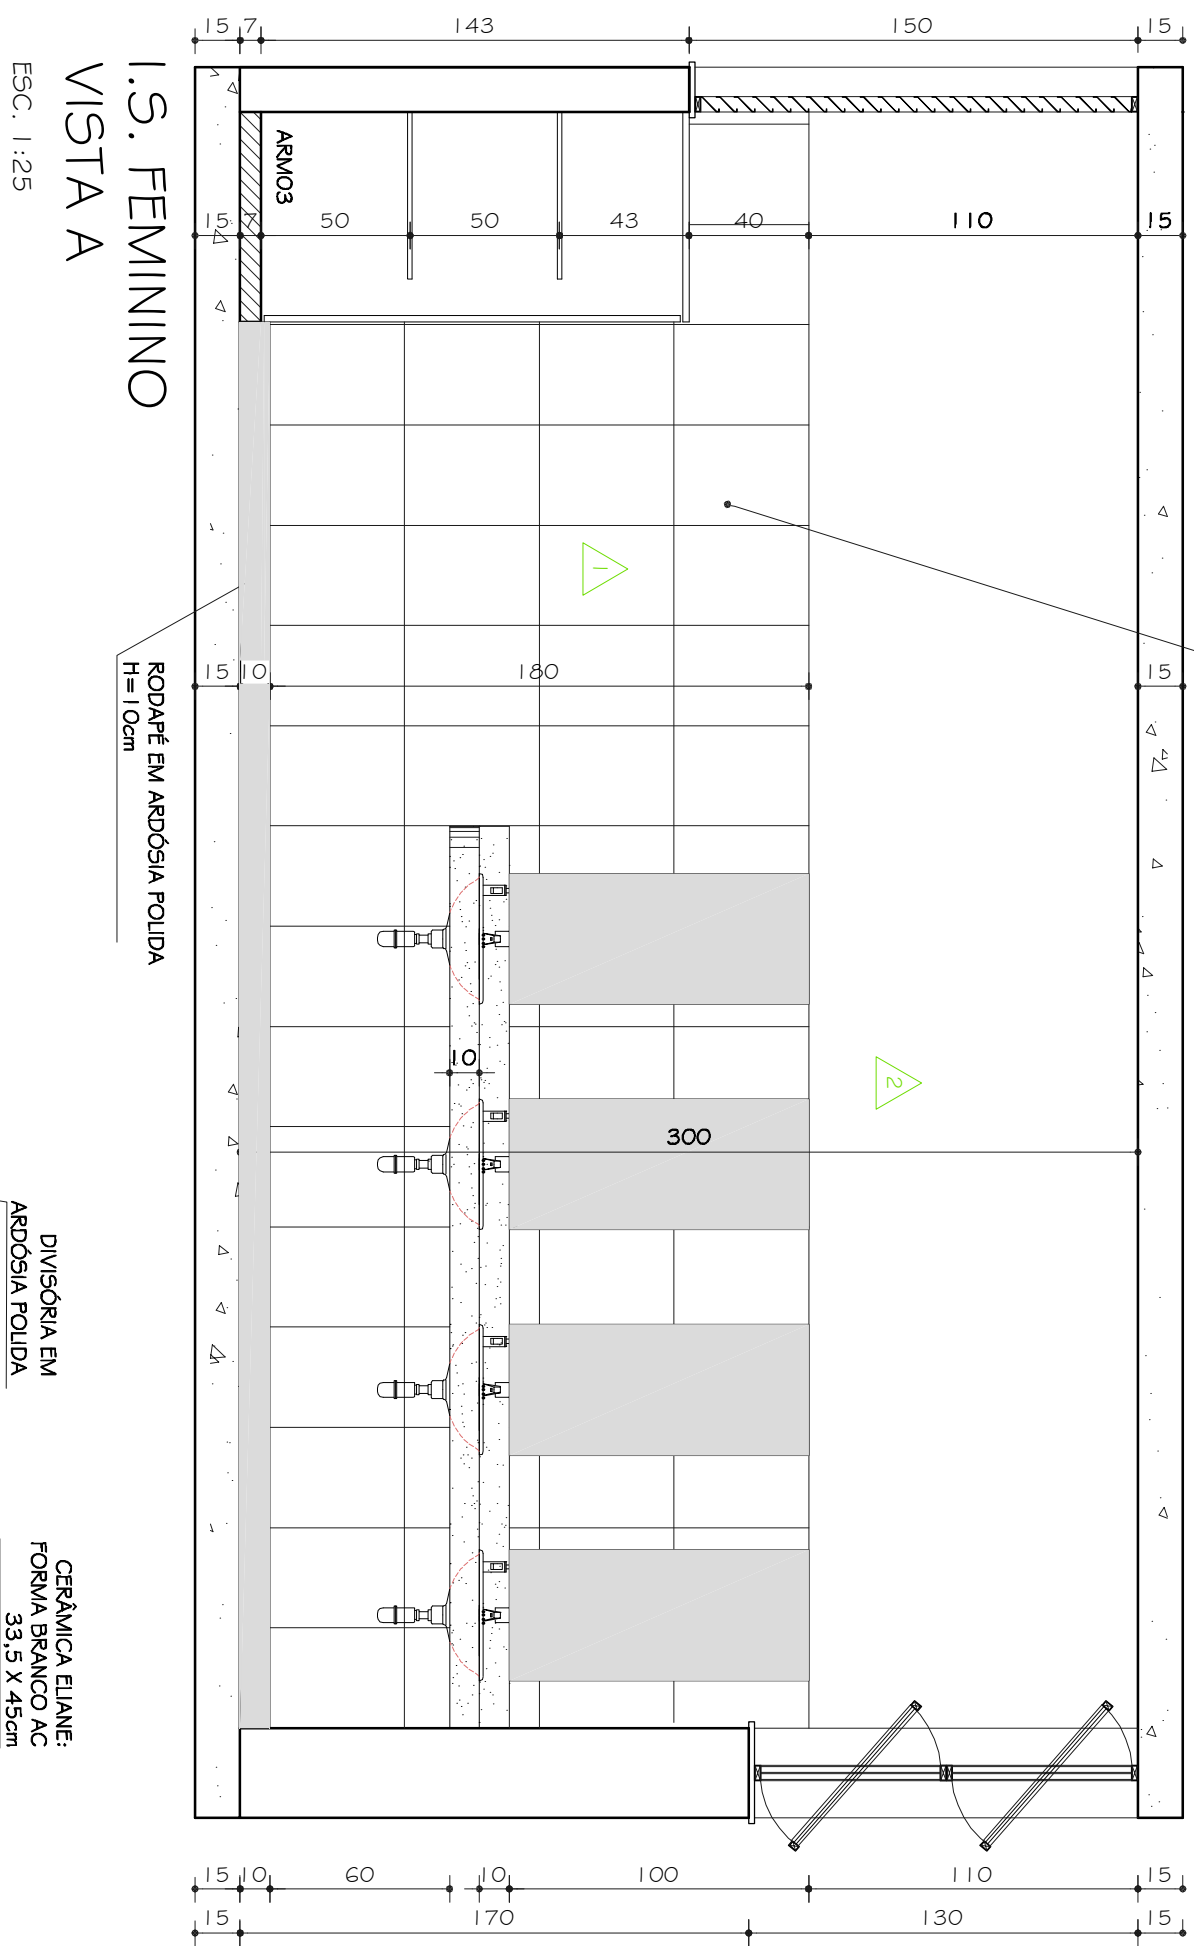 15 7 143 150 15
I.S. FEMININO
VISTA A
ESC. 1:25
ARM03
15 7 50 50 43 40 110 15
1
15 10 180 15
RODAPÉ EM ARDÓSIA POLIDA
H=10cm
10
2
300
DIVISÓRIA EM
ARDÓSIA POLIDA
CERÂMICA ELIANE:
FORMA BRANCO AC
33,5 X 45cm
15 10 60 10 100 110 15
15 170 130 15